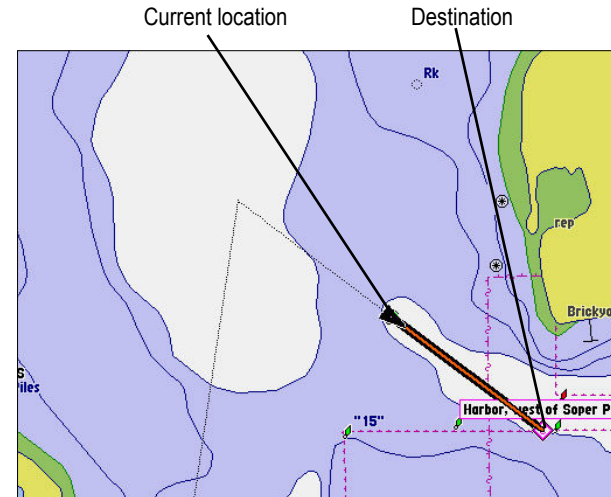 Current location
Destination
Rk
rep
Brickyo
S
Piles
Harbor, west of Soper P
"15"